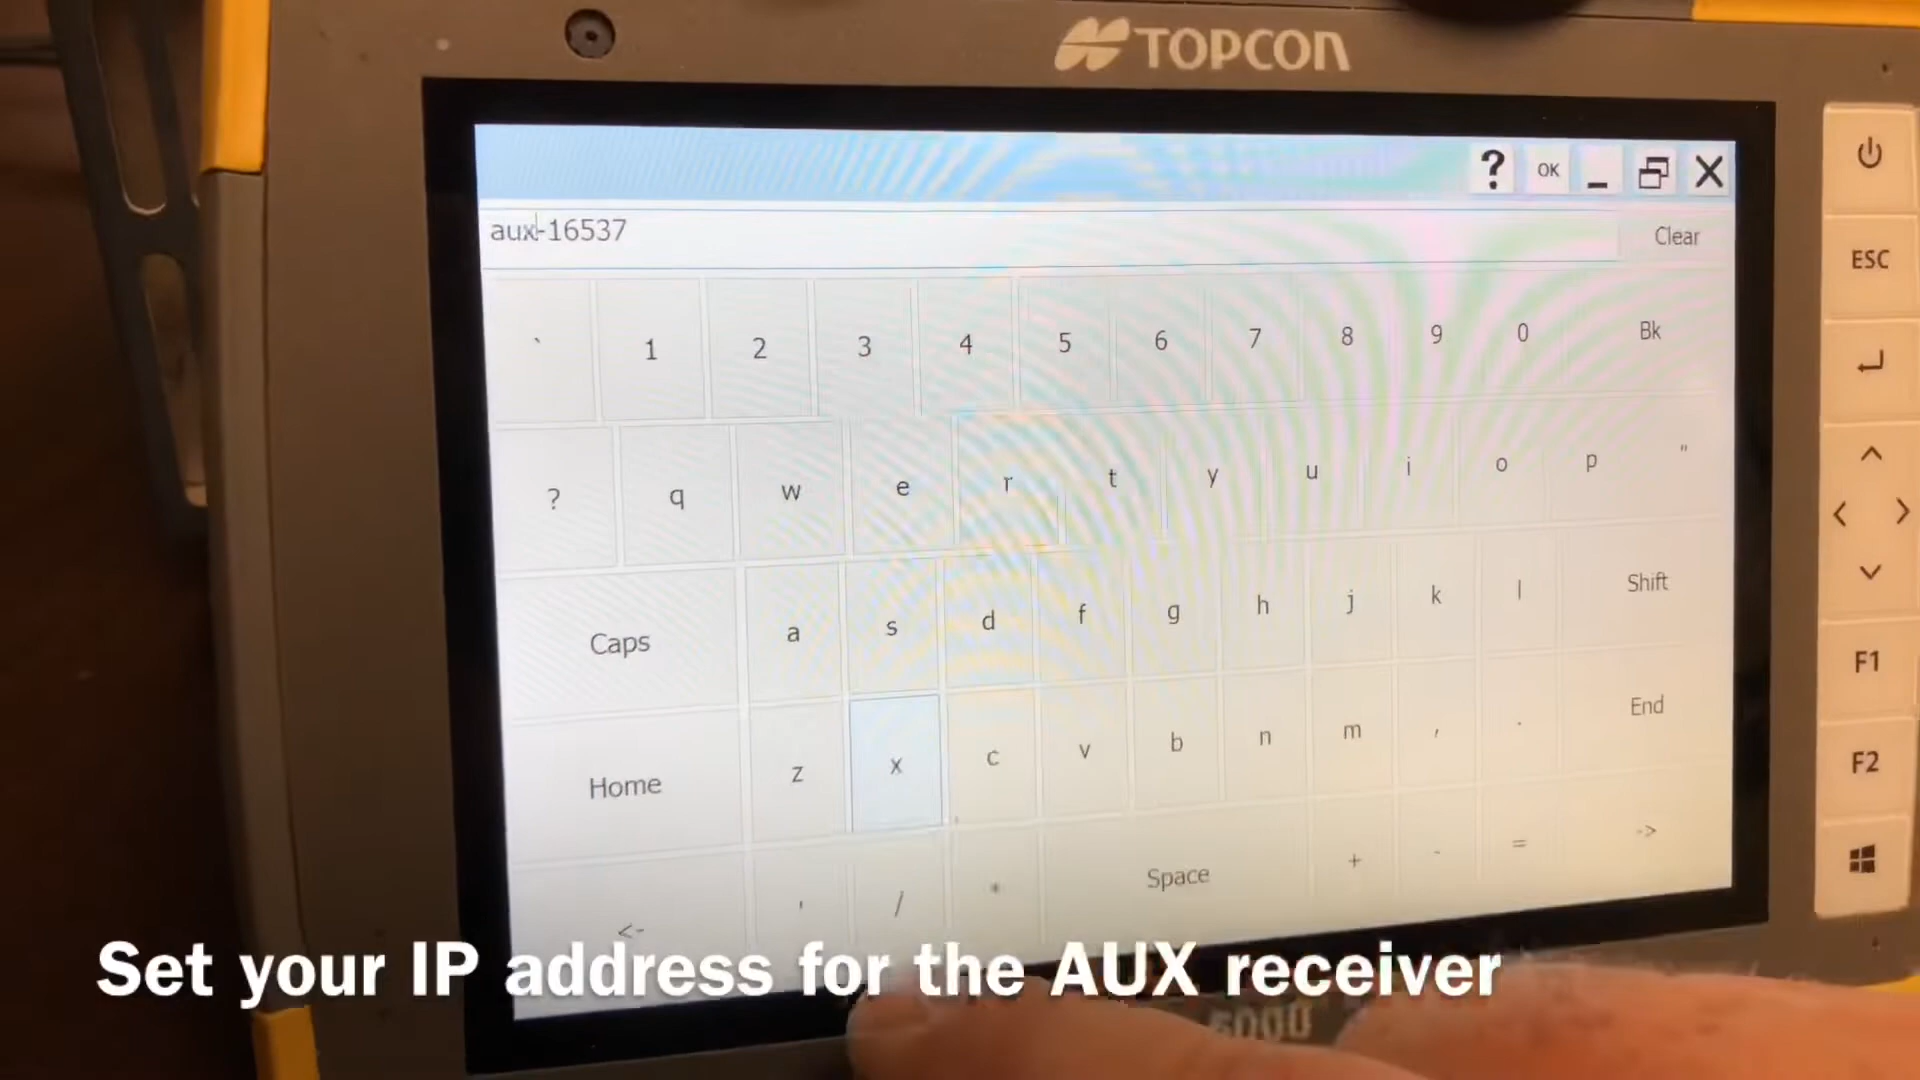 TOPCON
? OK
aux-16537 Clear
` 1 2 3 4 5 6 7 8 9 0 Bk
? q w e r t y u i o p "
Caps a s d f g h j k l Shift
Home z x c v b n m , . End
<- ' / * Space + - = ->
ESC
F1
F2
Set your IP address for the AUX receiver
5000